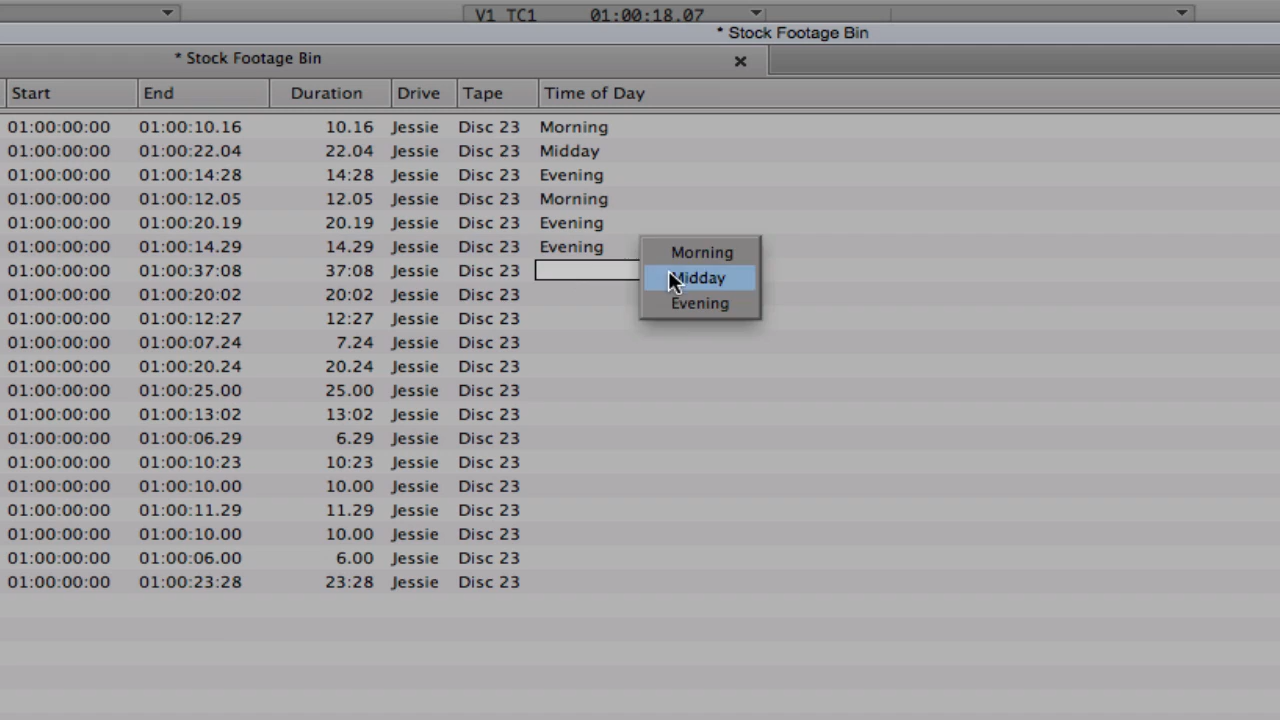 V1 TC1 01:00:18.07
* Stock Footage Bin
* Stock Footage Bin
Start End Duration Drive Tape Time of Day
01:00:00:00 01:00:10.16 10.16 Jessie Disc 23 Morning
01:00:00:00 01:00:22.04 22.04 Jessie Disc 23 Midday
01:00:00:00 01:00:14:28 14:28 Jessie Disc 23 Evening
01:00:00:00 01:00:12.05 12.05 Jessie Disc 23 Morning
01:00:00:00 01:00:20.19 20.19 Jessie Disc 23 Evening
01:00:00:00 01:00:14.29 14.29 Jessie Disc 23 Evening
01:00:00:00 01:00:37:08 37:08 Jessie Disc 23
01:00:00:00 01:00:20:02 20:02 Jessie Disc 23
01:00:00:00 01:00:12:27 12:27 Jessie Disc 23
01:00:00:00 01:00:07.24 7.24 Jessie Disc 23
01:00:00:00 01:00:20.24 20.24 Jessie Disc 23
01:00:00:00 01:00:25.00 25.00 Jessie Disc 23
01:00:00:00 01:00:13:02 13:02 Jessie Disc 23
01:00:00:00 01:00:06.29 6.29 Jessie Disc 23
01:00:00:00 01:00:10:23 10:23 Jessie Disc 23
01:00:00:00 01:00:10.00 10.00 Jessie Disc 23
01:00:00:00 01:00:11.29 11.29 Jessie Disc 23
01:00:00:00 01:00:10.00 10.00 Jessie Disc 23
01:00:00:00 01:00:06.00 6.00 Jessie Disc 23
01:00:00:00 01:00:23:28 23:28 Jessie Disc 23
Morning
Midday
Evening